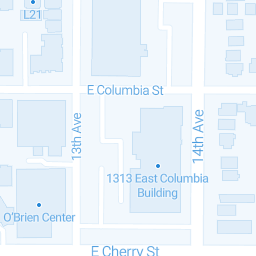 L21
E Columbia St
13th Ave
14th Ave
1313 East Columbia
Building
O'Brien Center
E Cherry St